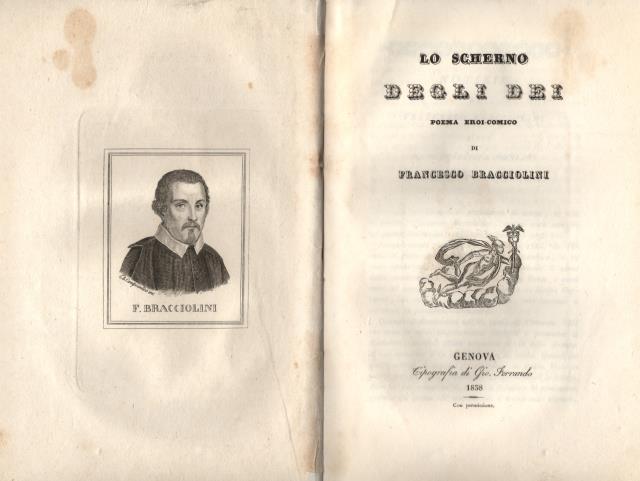 F. BRACCIOLINI
LO SCHERNO
DEGLI DEI
POEMA EROI-COMICO
DI
FRANCESCO BRACCIOLINI
GENOVA
Tipografia di Gio. Ferrando
1838
Con permissione.